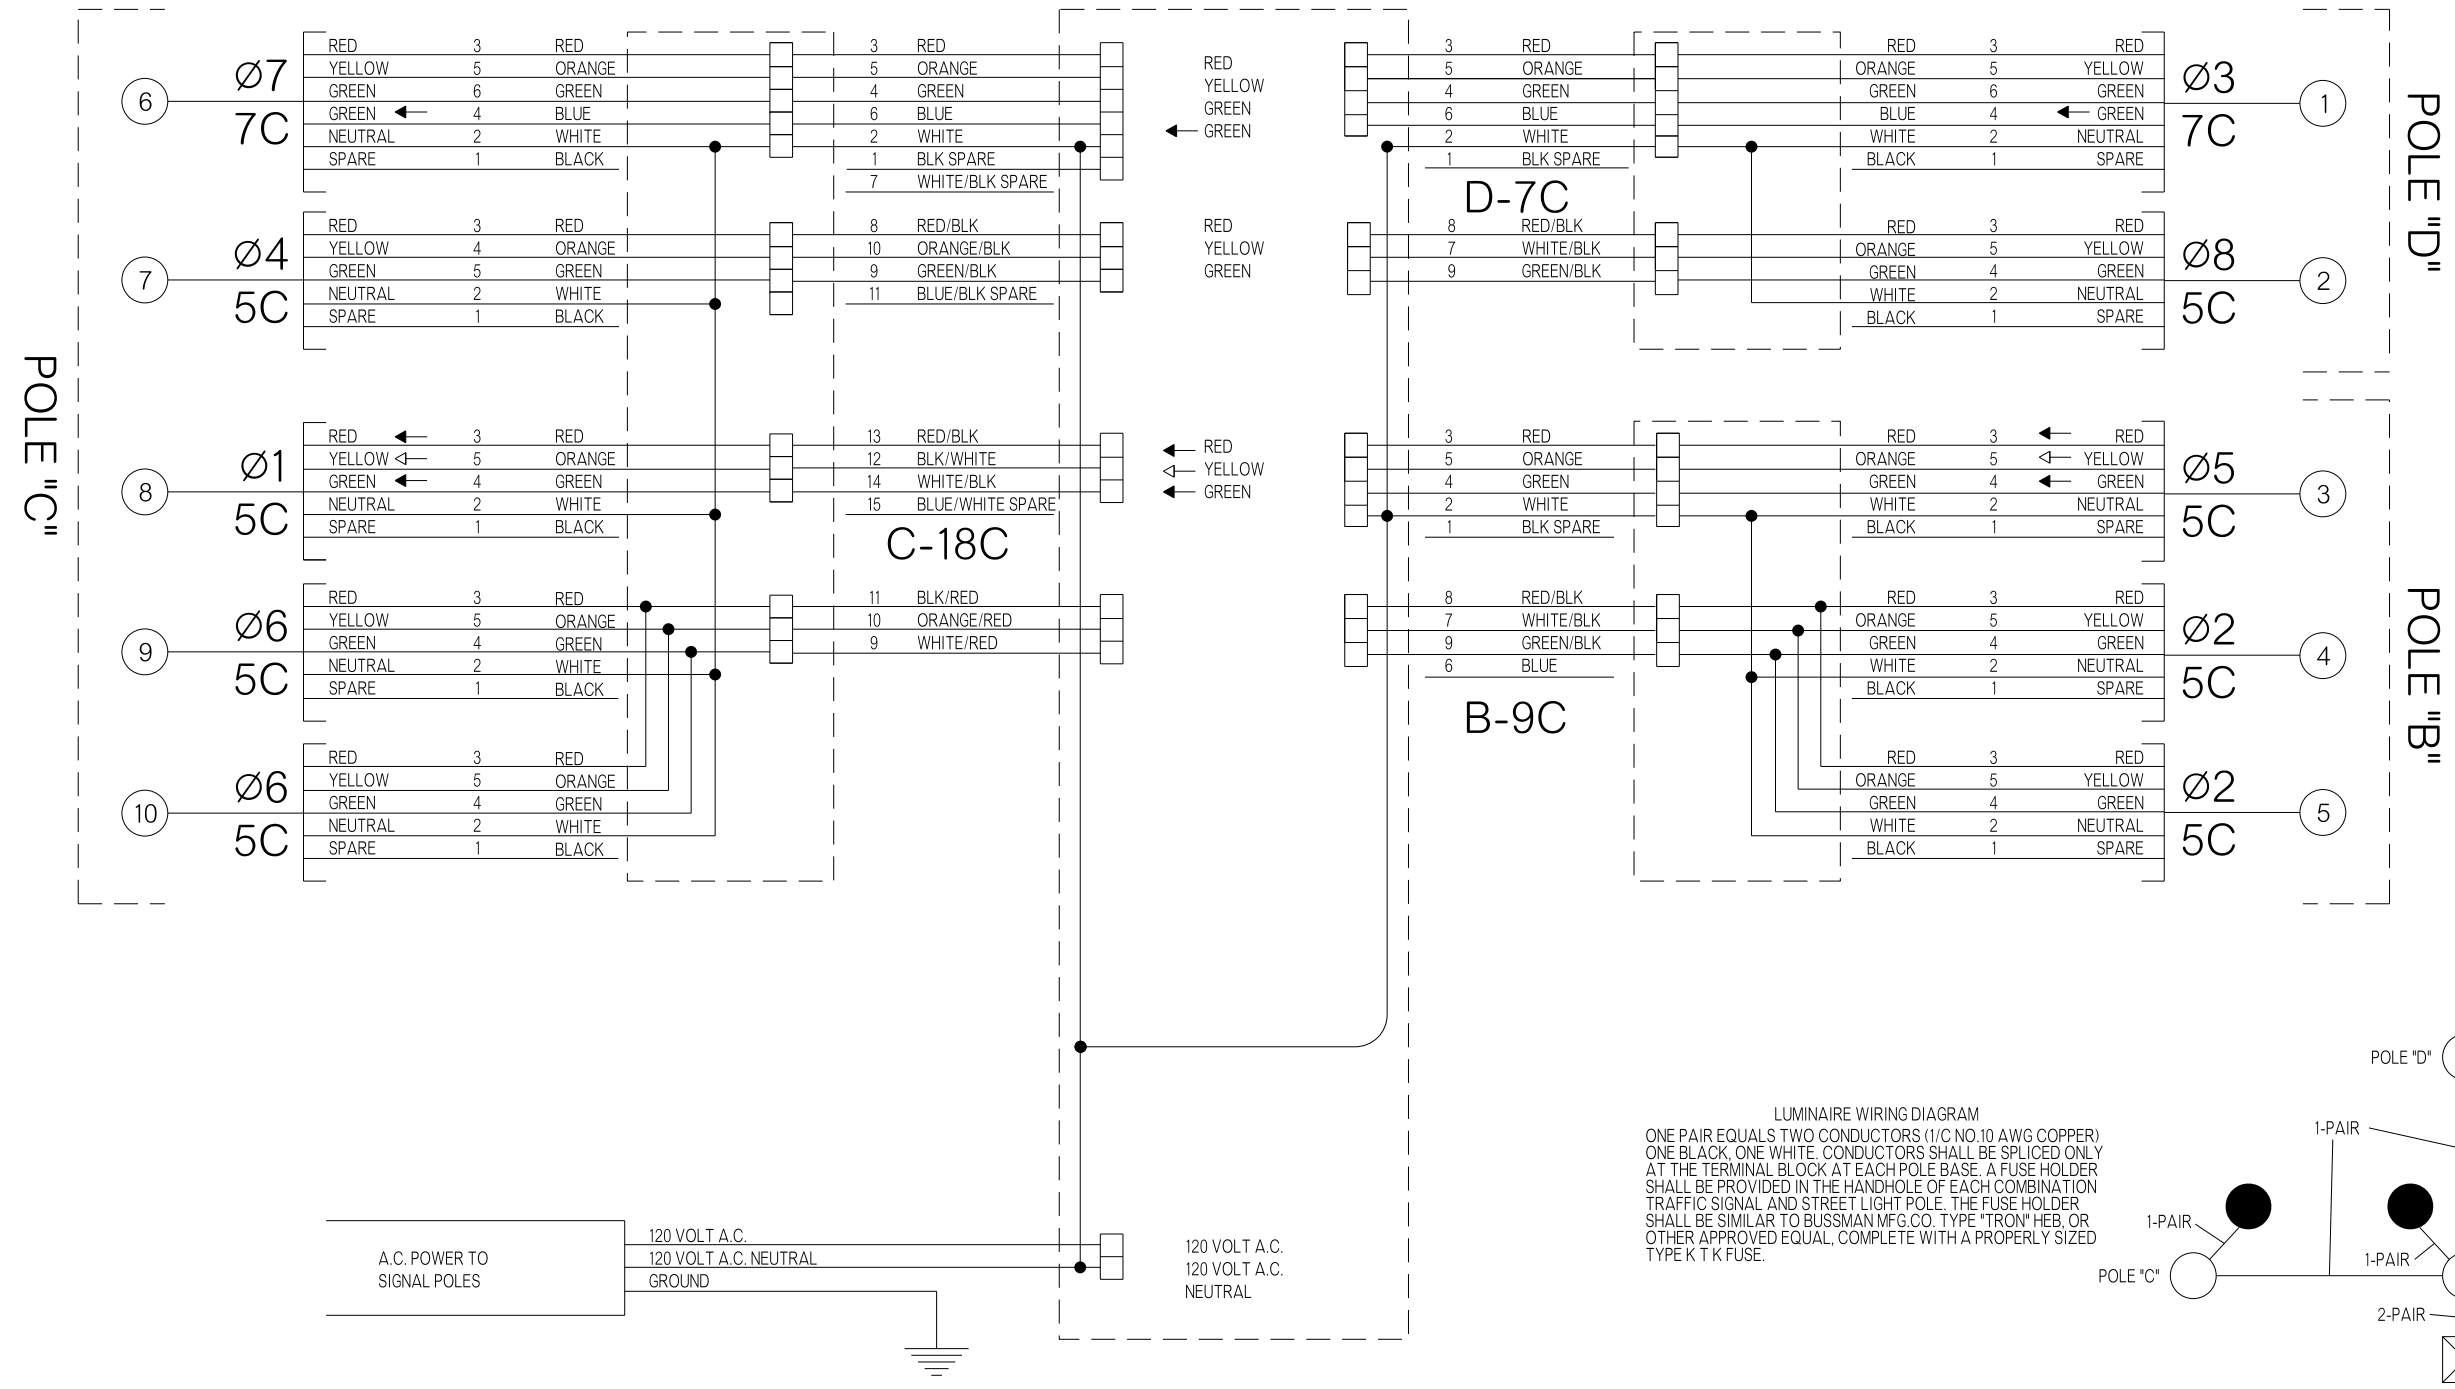 POLE "C"
6
Ø7
7C
RED 3 RED
YELLOW 5 ORANGE
GREEN 6 GREEN
GREEN 4 BLUE
NEUTRAL 2 WHITE
SPARE 1 BLACK
7
Ø4
5C
RED 3 RED
YELLOW 4 ORANGE
GREEN 5 GREEN
NEUTRAL 2 WHITE
SPARE 1 BLACK
8
Ø1
5C
RED 3 RED
YELLOW 5 ORANGE
GREEN 4 GREEN
NEUTRAL 2 WHITE
SPARE 1 BLACK
9
Ø6
5C
RED 3 RED
YELLOW 5 ORANGE
GREEN 4 GREEN
NEUTRAL 2 WHITE
SPARE 1 BLACK
10
Ø6
5C
RED 3 RED
YELLOW 5 ORANGE
GREEN 4 GREEN
NEUTRAL 2 WHITE
SPARE 1 BLACK
3 RED
5 ORANGE
4 GREEN
6 BLUE
2 WHITE
1 BLK SPARE
7 WHITE/BLK SPARE
8 RED/BLK
10 ORANGE/BLK
9 GREEN/BLK
11 BLUE/BLK SPARE
13 RED/BLK
12 BLK/WHITE
14 WHITE/BLK
15 BLUE/WHITE SPARE
C-18C
11 BLK/RED
10 ORANGE/RED
9 WHITE/RED
RED
YELLOW
GREEN
GREEN
RED
YELLOW
GREEN
RED
YELLOW
GREEN
3 RED
5 ORANGE
4 GREEN
6 BLUE
2 WHITE
1 BLK SPARE
D-7C
8 RED/BLK
7 WHITE/BLK
9 GREEN/BLK
3 RED
5 ORANGE
4 GREEN
2 WHITE
1 BLK SPARE
8 RED/BLK
7 WHITE/BLK
9 GREEN/BLK
6 BLUE
B-9C
RED 3 RED
ORANGE 5 YELLOW
GREEN 6 GREEN
BLUE 4 GREEN
WHITE 2 NEUTRAL
BLACK 1 SPARE
Ø3
7C
1
RED 3 RED
ORANGE 5 YELLOW
GREEN 4 GREEN
WHITE 2 NEUTRAL
BLACK 1 SPARE
Ø8
5C
2
POLE "D"
RED 3 RED
ORANGE 5 YELLOW
GREEN 4 GREEN
WHITE 2 NEUTRAL
BLACK 1 SPARE
Ø5
5C
3
RED 3 RED
ORANGE 5 YELLOW
GREEN 4 GREEN
WHITE 2 NEUTRAL
BLACK 1 SPARE
Ø2
5C
4
RED 3 RED
ORANGE 5 YELLOW
GREEN 4 GREEN
WHITE 2 NEUTRAL
BLACK 1 SPARE
Ø2
5C
5
POLE "B"
A.C. POWER TO
SIGNAL POLES
120 VOLT A.C.
120 VOLT A.C. NEUTRAL
GROUND
120 VOLT A.C.
120 VOLT A.C.
NEUTRAL
LUMINAIRE WIRING DIAGRAM
ONE PAIR EQUALS TWO CONDUCTORS (1/C NO.10 AWG COPPER)
ONE BLACK, ONE WHITE. CONDUCTORS SHALL BE SPLICED ONLY
AT THE TERMINAL BLOCK AT EACH POLE BASE. A FUSE HOLDER
SHALL BE PROVIDED IN THE HANDHOLE OF EACH COMBINATION
TRAFFIC SIGNAL AND STREET LIGHT POLE. THE FUSE HOLDER
SHALL BE SIMILAR TO BUSSMAN MFG.CO. TYPE "TRON" HEB, OR
OTHER APPROVED EQUAL, COMPLETE WITH A PROPERLY SIZED
TYPE K T K FUSE.
POLE "D"
1-PAIR
1-PAIR
1-PAIR
POLE "C"
2-PAIR